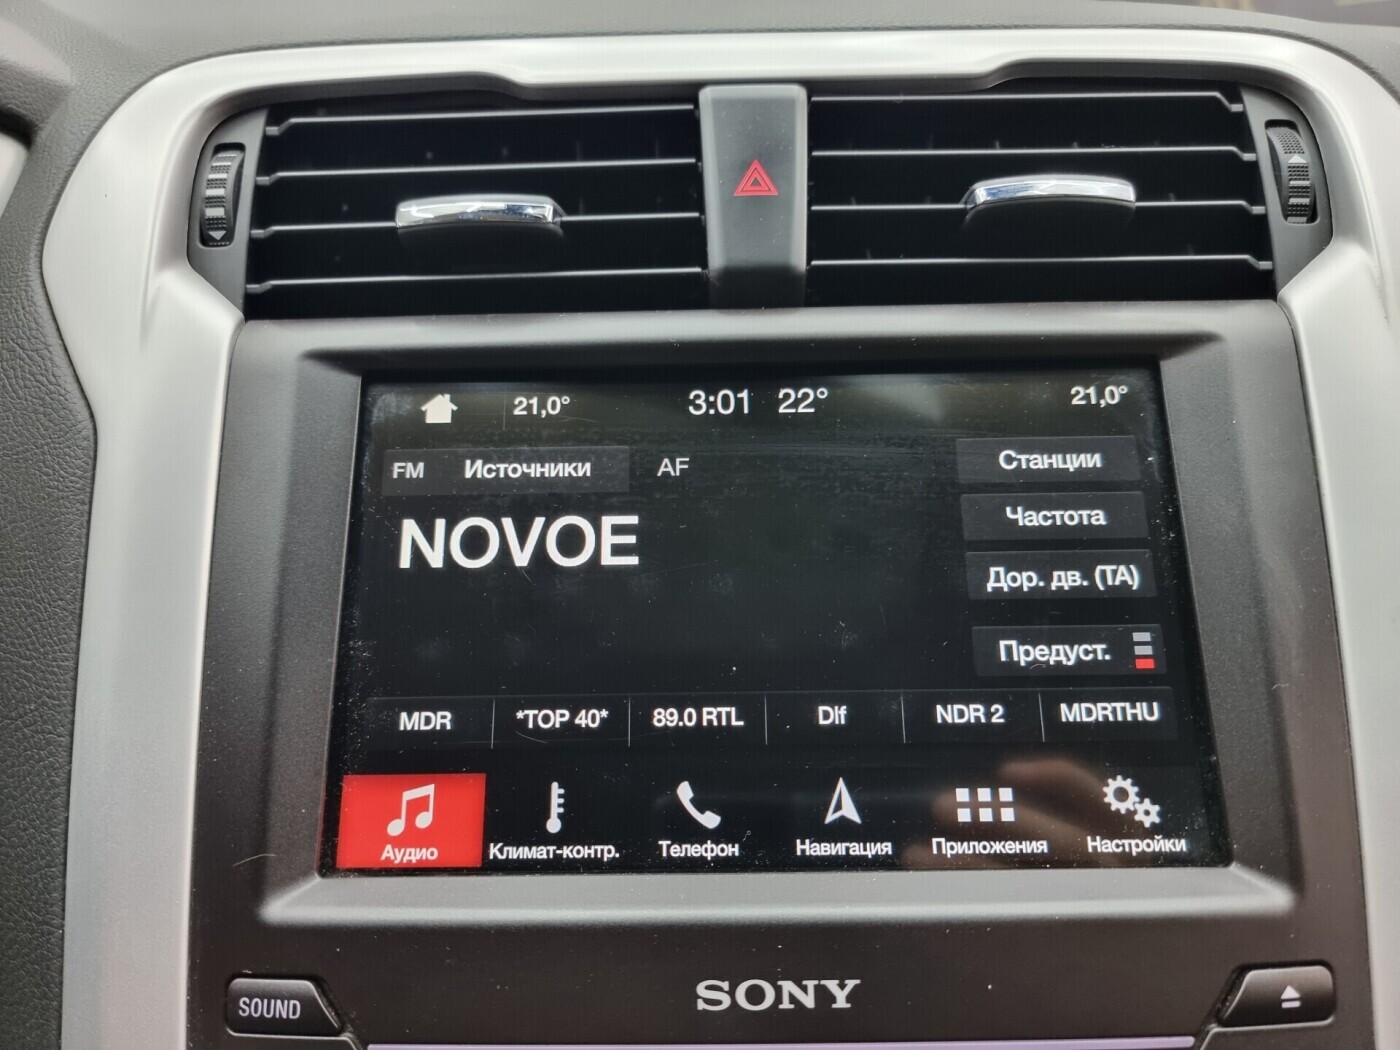 21,0° 3:01 22° 21,0°
FM Источники AF Станции
NOVOE
Частота
Дор. дв. (TA)
Предуст.
MDR *TOP 40* 89.0 RTL Dlf NDR 2 MDRTHU
Аудио Климат-контр. Телефон Навигация Приложения Настройки
SOUND SONY